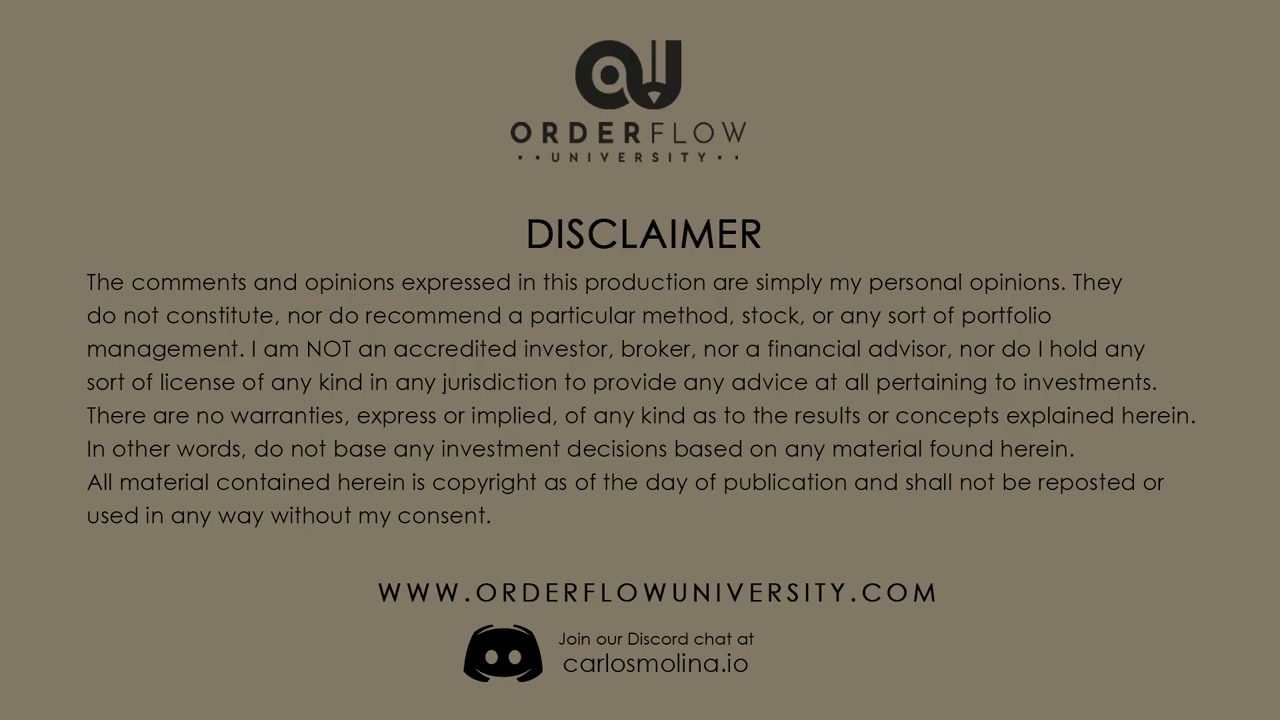 ORDERFLOW
UNIVERSITY
DISCLAIMER
The comments and opinions expressed in this production are simply my personal opinions. They
do not constitute, nor do recommend a particular method, stock, or any sort of portfolio
management. I am NOT an accredited investor, broker, nor a financial advisor, nor do I hold any
sort of license of any kind in any jurisdiction to provide any advice at all pertaining to investments.
There are no warranties, express or implied, of any kind as to the results or concepts explained herein.
In other words, do not base any investment decisions based on any material found herein.
All material contained herein is copyright as of the day of publication and shall not be reposted or
used in any way without my consent.
WWW.ORDERFLOWUNIVERSITY.COM
Join our Discord chat at
carlosmolina.io